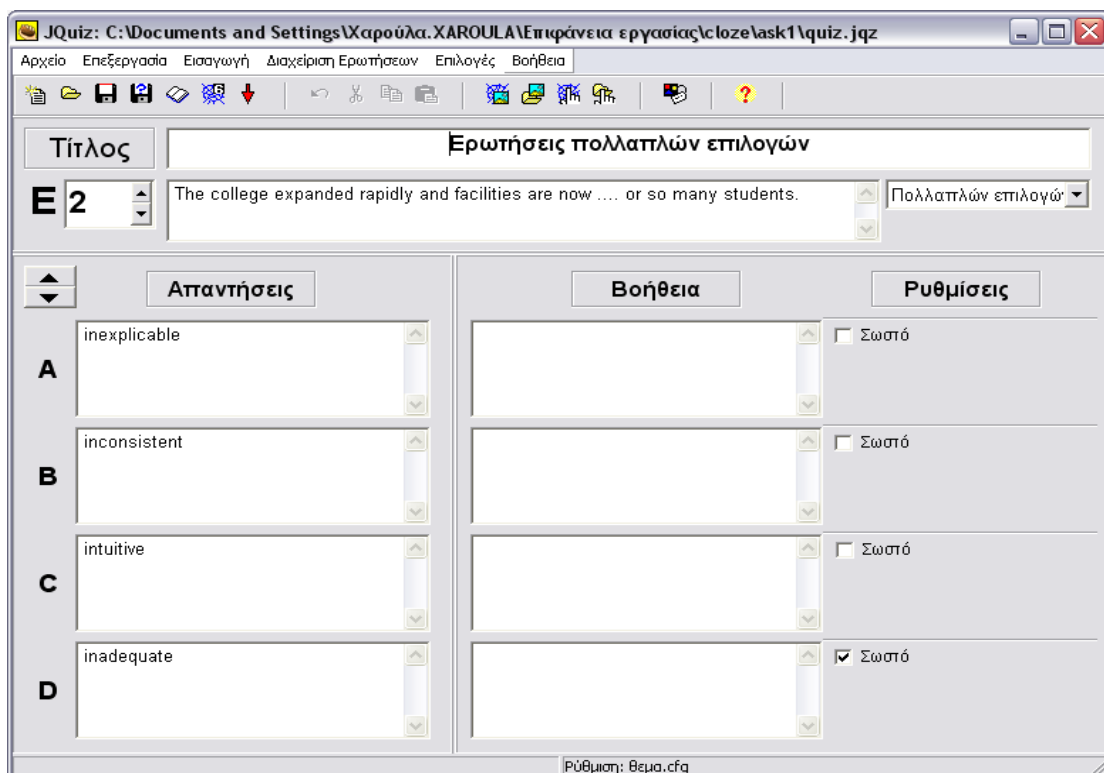 JQuiz: C:\Documents and Settings\Χαρούλα.XAROULA\Επιφάνεια εργασίας\cloze\ask1\quiz.jqz
Αρχείο Επεξεργασία Εισαγωγή Διαχείριση Ερωτήσεων Επιλογές Βοήθεια
Τίτλος
Ερωτήσεις πολλαπλών επιλογών
E 2
The college expanded rapidly and facilities are now .... or so many students.
Πολλαπλών επιλογώ
Απαντήσεις
Βοήθεια
Ρυθμίσεις
A
inexplicable
Σωστό
B
inconsistent
Σωστό
C
intuitive
Σωστό
D
inadequate
Σωστό
Ρύθμιση: θεμα.cfg